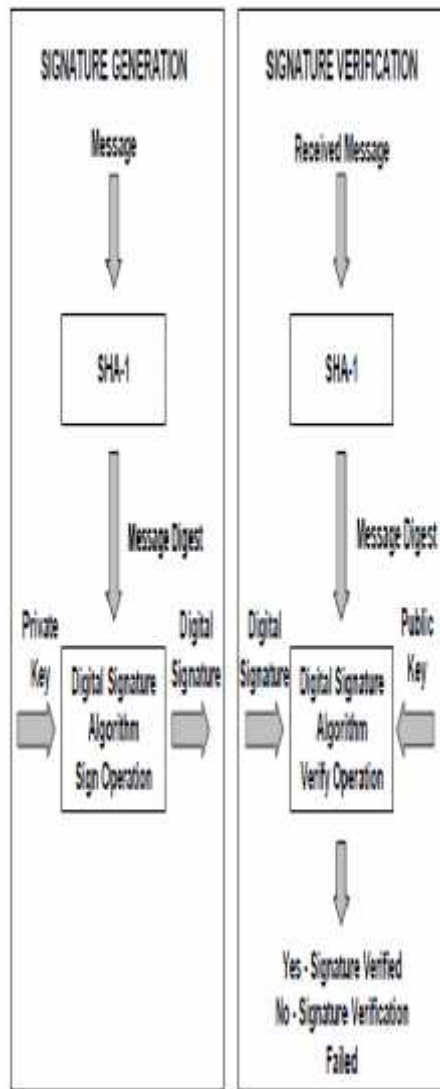 SIGNATURE GENERATION
Message
SHA-1
Message Digest
Private
Key
Digital
Signature
Digital Signature
Algorithm
Sign Operation
SIGNATURE VERIFICATION
Received Message
SHA-1
Message Digest
Digital
Signature
Public
Key
Digital Signature
Algorithm
Verify Operation
Yes - Signature Verified
No - Signature Verification
Failed